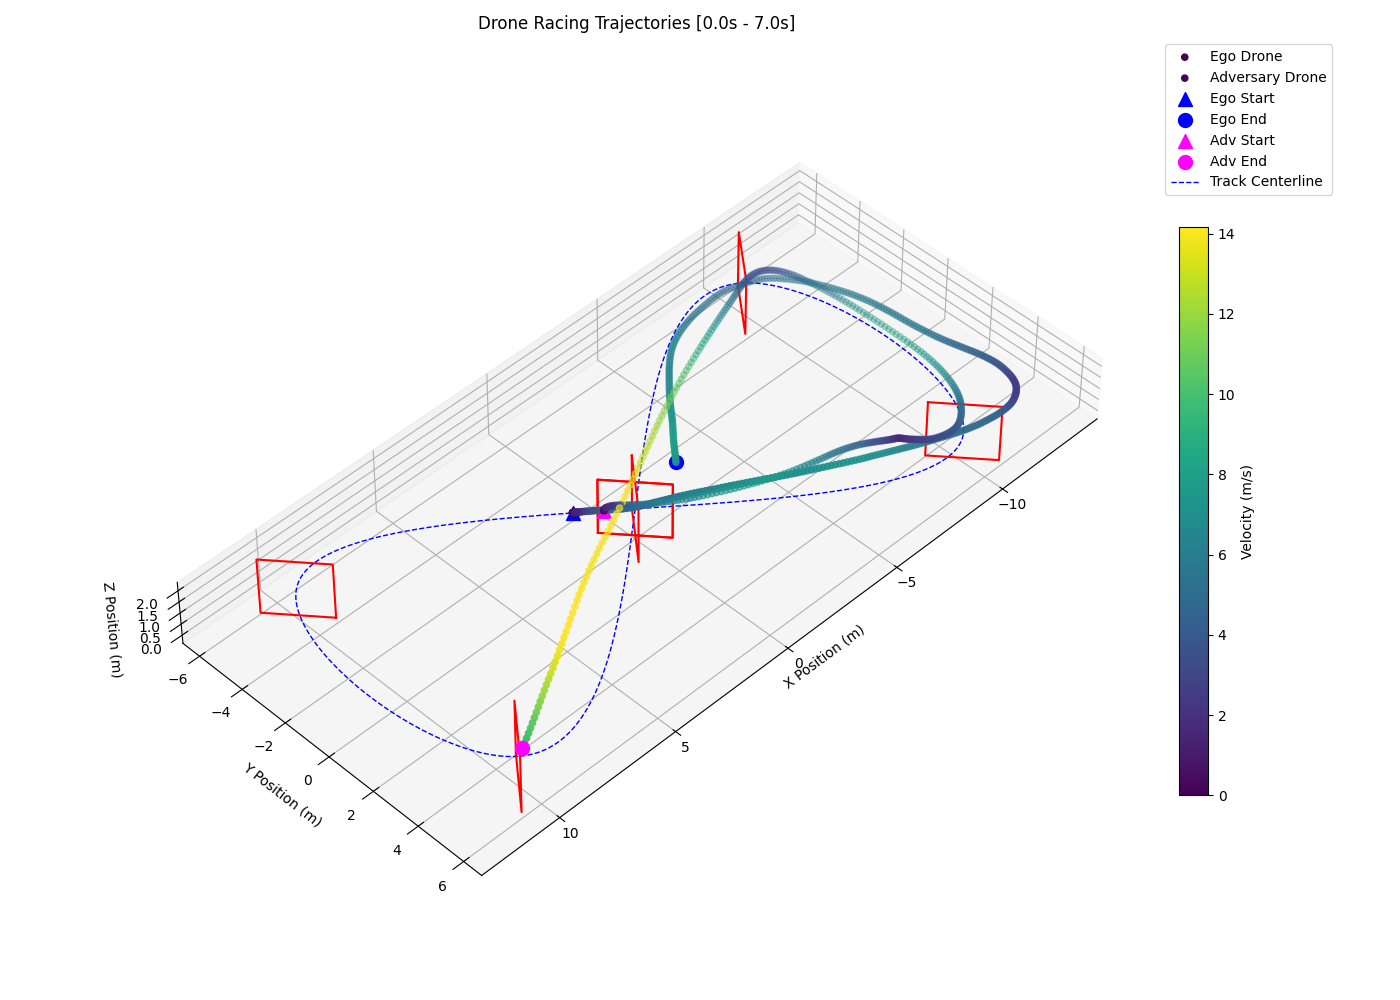 Drone Racing Trajectories [0.0s - 7.0s]
Ego Drone
Adversary Drone
Ego Start
Ego End
Adv Start
Adv End
Track Centerline
14
12
10
8
6
4
2
0
Velocity (m/s)
−10
−5
0
5
10
X Position (m)
−6
−4
−2
0
2
4
6
Y Position (m)
2.0
1.5
1.0
0.5
0.0
Z Position (m)